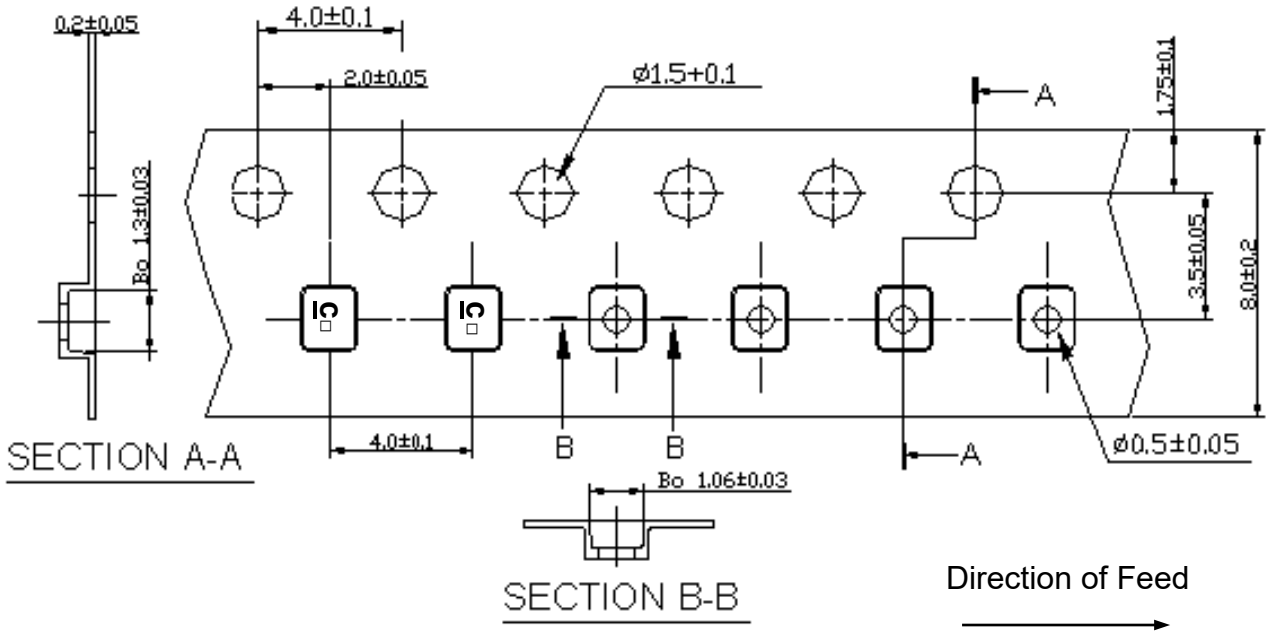 0.2±0.05
4.0±0.1
2.0±0.05
Ø1.5+0.1
A
1.75±0.1
Bo 1.3±0.03
3.5±0.05
8.0±0.2
C
□
C
□
B
B
4.0±0.1
A
Ø0.5±0.05
SECTION A-A
Bo 1.06±0.03
SECTION B-B
Direction of Feed